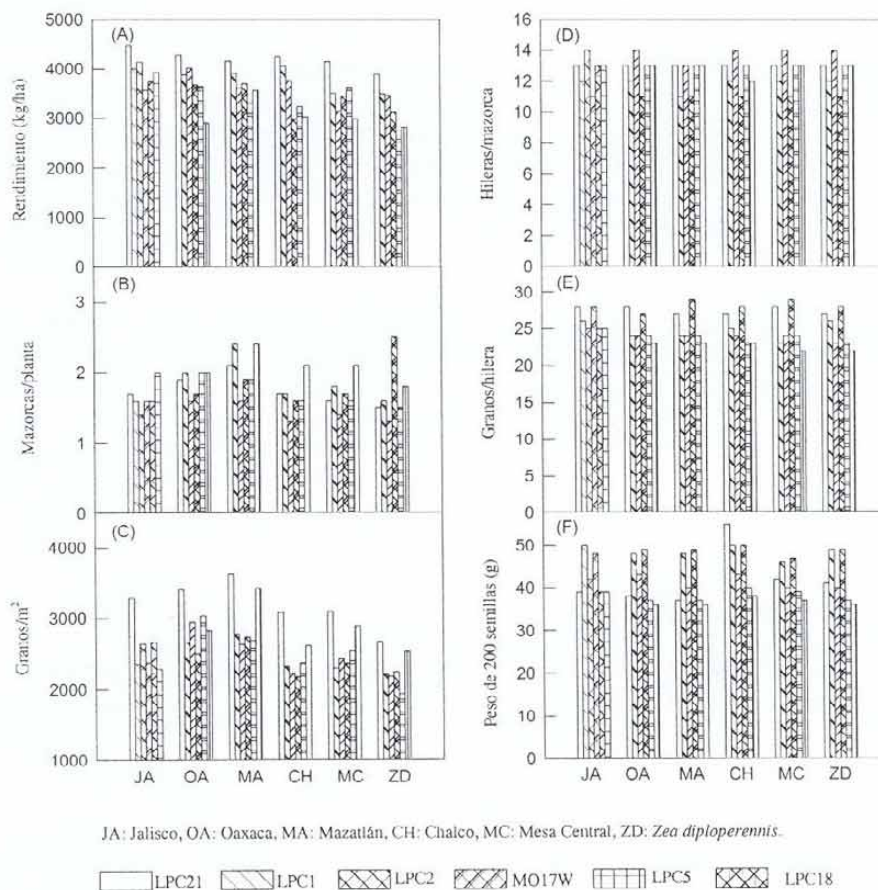 (A)
Rendimiento (kg/ha)
5000
4000
3000
2000
1000
0
(B)
Mazorcas/planta
3
2
1
0
(C)
Granos/m²
4000
3000
2000
1000
JA OA MA CH MC ZD
(D)
Hileras/mazorca
16
14
12
10
8
6
4
2
0
(E)
Granos/hilera
30
25
20
15
10
5
0
(F)
Peso de 200 semillas (g)
50
40
30
20
10
0
JA OA MA CH MC ZD
JA: Jalisco, OA: Oaxaca, MA: Mazatlán, CH: Chalco, MC: Mesa Central, ZD: Zea diploperennis.
LPC21 LPC1 LPC2 MO17W LPC5 LPC18